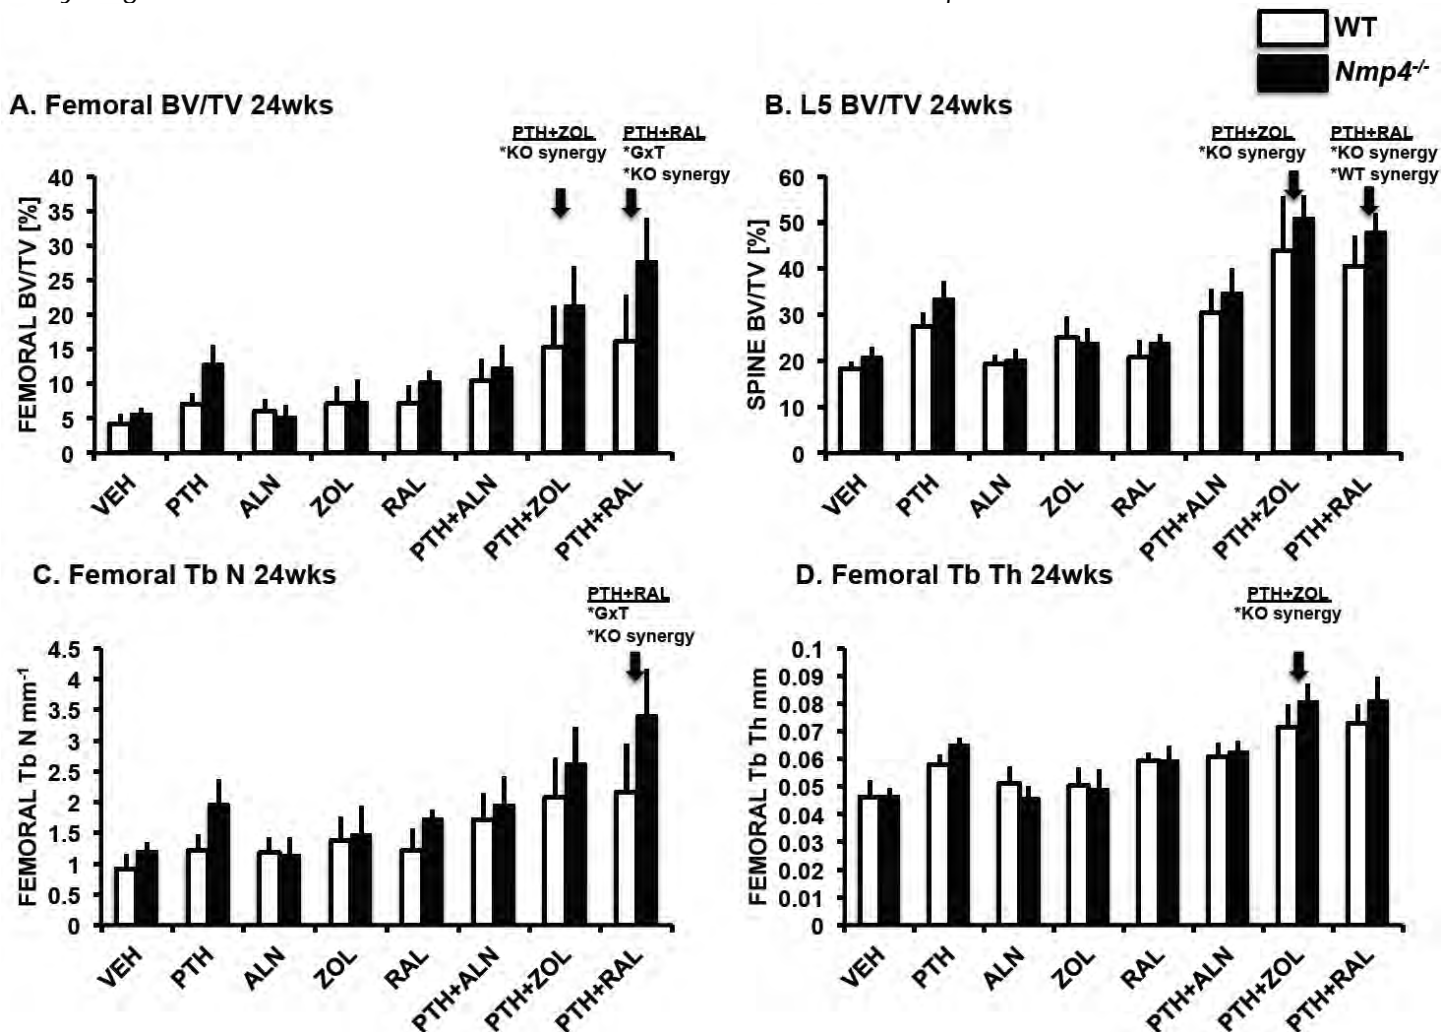 WT
Nmp4-/-
A. Femoral BV/TV 24wks
PTH+ZOL
*KO synergy
PTH+RAL
*GxT
*KO synergy
FEMORAL BV/TV [%]
40
35
30
25
20
15
10
5
0
VEH
PTH
ALN
ZOL
RAL
PTH+ALN
PTH+ZOL
PTH+RAL
B. L5 BV/TV 24wks
PTH+ZOL
*KO synergy
PTH+RAL
*KO synergy
*WT synergy
SPINE BV/TV [%]
60
50
40
30
20
10
0
VEH
PTH
ALN
ZOL
RAL
PTH+ALN
PTH+ZOL
PTH+RAL
C. Femoral Tb N 24wks
PTH+RAL
*GxT
*KO synergy
FEMORAL Tb N mm-1
4.5
4
3.5
3
2.5
2
1.5
1
0.5
0
VEH
PTH
ALN
ZOL
RAL
PTH+ALN
PTH+ZOL
PTH+RAL
D. Femoral Tb Th 24wks
PTH+ZOL
*KO synergy
FEMORAL Tb Th mm
0.1
0.09
0.08
0.07
0.06
0.05
0.04
0.03
0.02
0.01
0
VEH
PTH
ALN
ZOL
RAL
PTH+ALN
PTH+ZOL
PTH+RAL